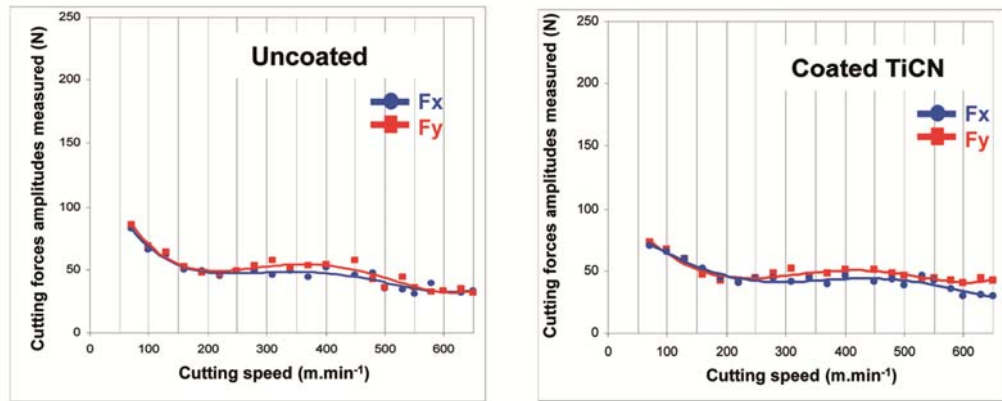 250
200
150
100
50
0
Cutting forces amplitudes measured (N)
Uncoated
Fx
Fy
0 100 200 300 400 500 600
Cutting speed (m.min-1)
250
200
150
100
50
0
Cutting forces amplitudes measured (N)
Coated TiCN
Fx
Fy
0 100 200 300 400 500 600
Cutting speed (m.min-1)